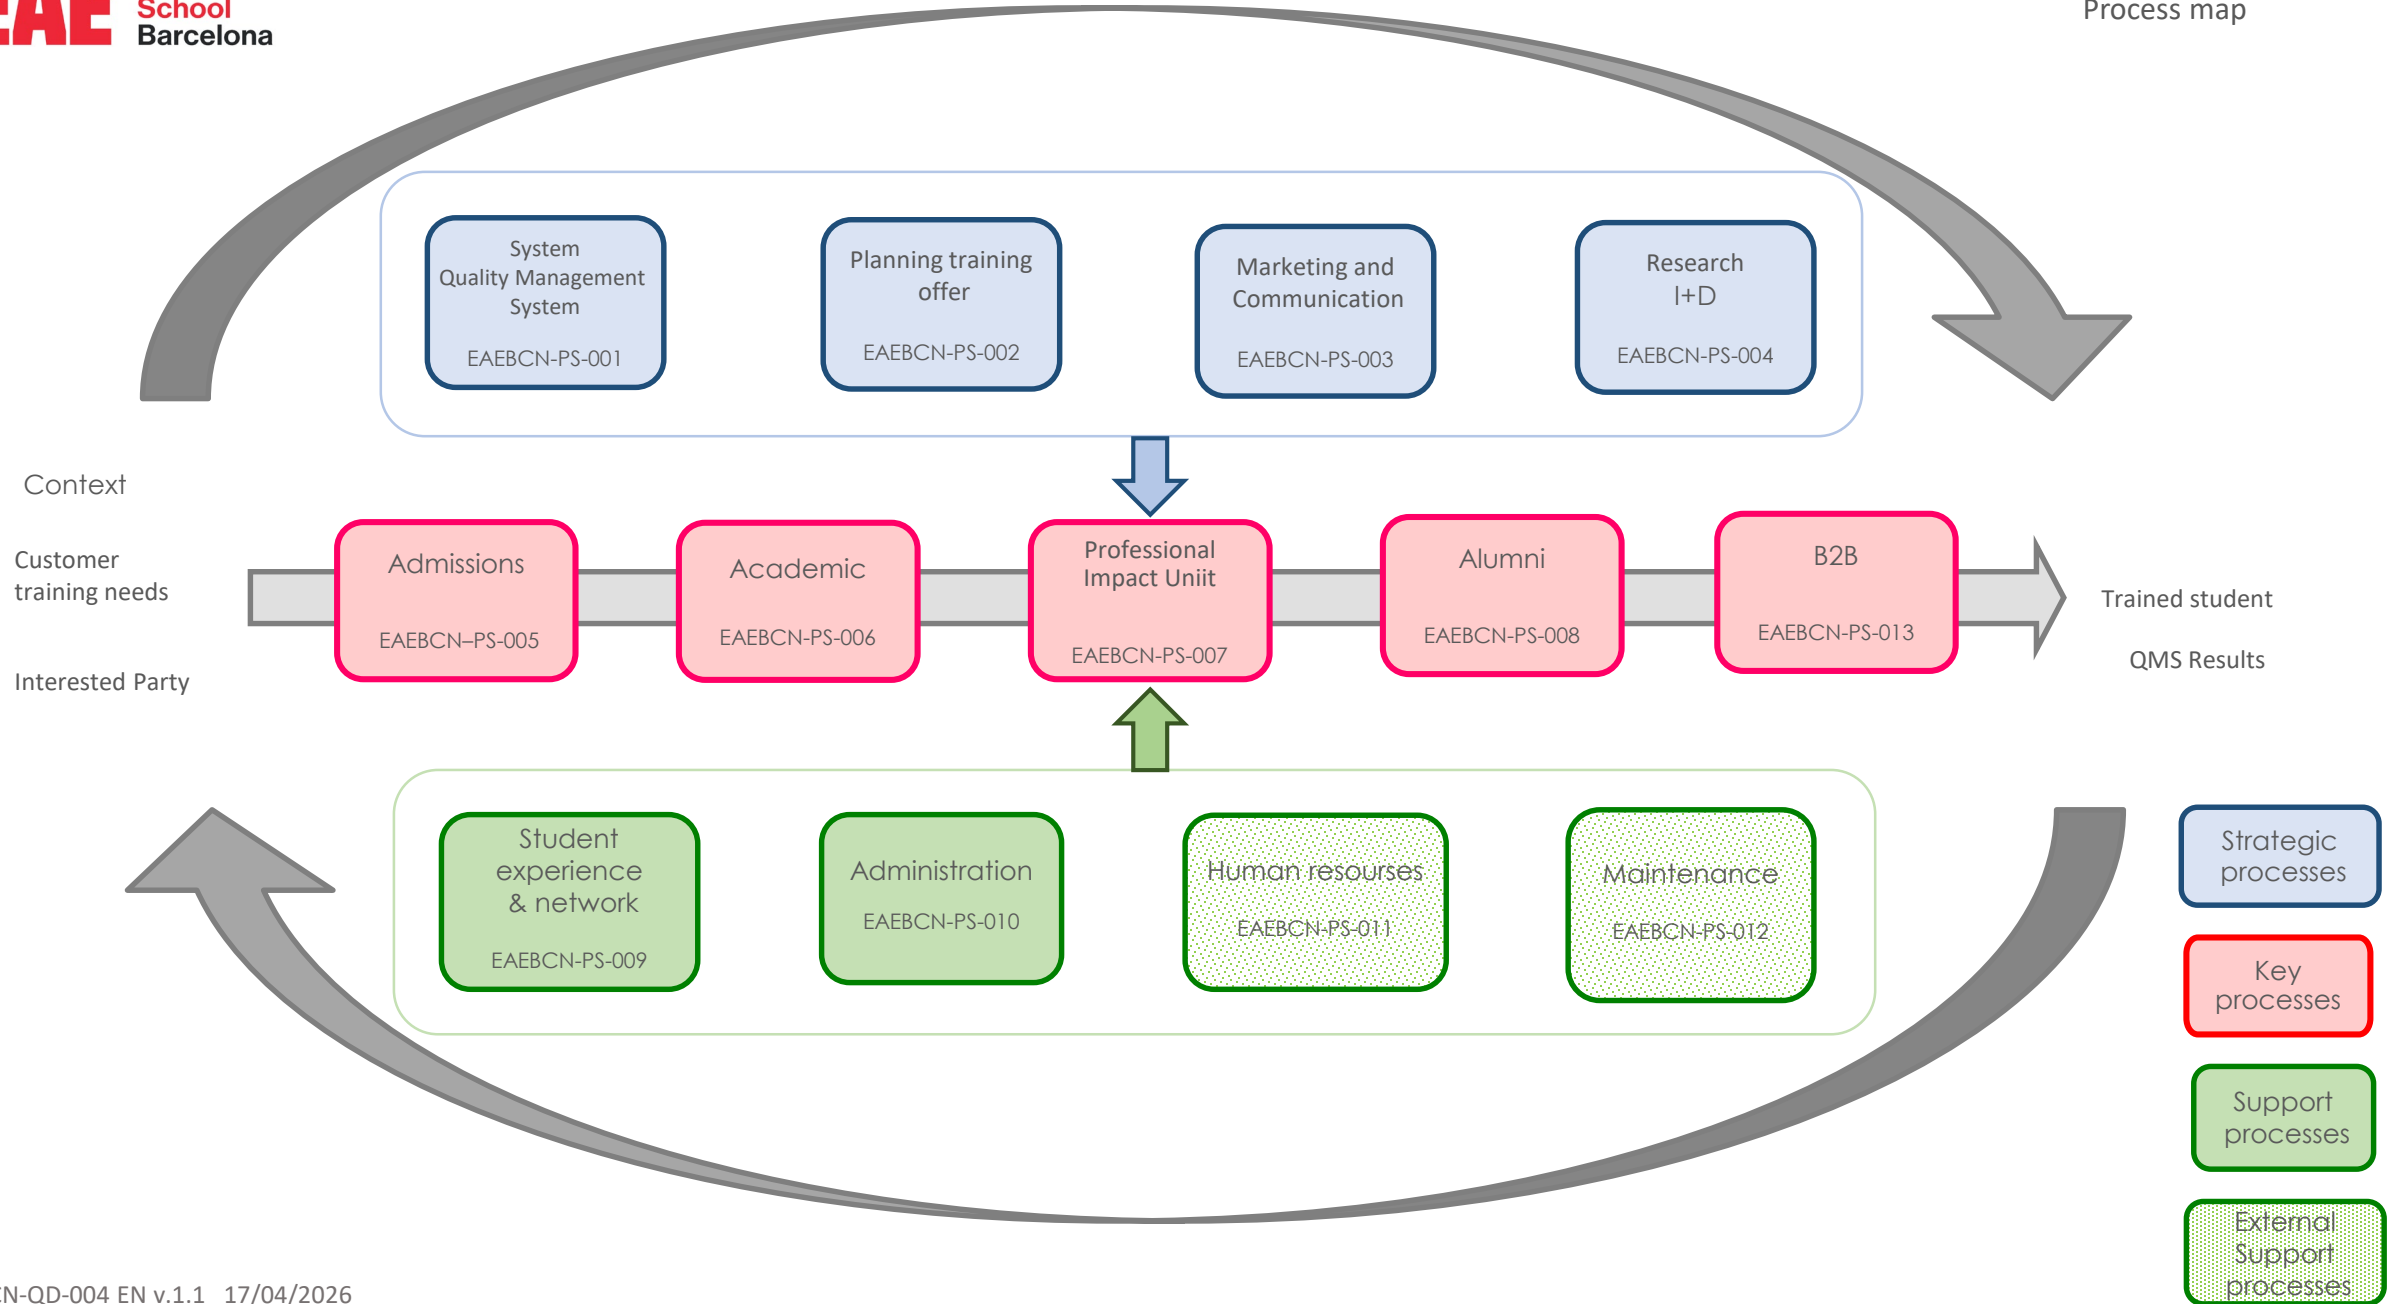 EAE
School
Barcelona
Process map
System
Quality Management
System
EAEBCN-PS-001
Planning training
offer
EAEBCN-PS-002
Marketing and
Communication
EAEBCN-PS-003
Research
I+D
EAEBCN-PS-004
Context
Customer
training needs
Interested Party
Admissions
EAEBCN–PS-005
Academic
EAEBCN-PS-006
Professional
Impact Uniit
EAEBCN-PS-007
Alumni
EAEBCN-PS-008
B2B
EAEBCN-PS-013
Trained student
QMS Results
Student
experience
& network
EAEBCN-PS-009
Administration
EAEBCN-PS-010
Human resourses
EAEBCN-PS-011
Maintenance
EAEBCN-PS-012
Strategic
processes
Key
processes
Support
processes
External
Support
processes
CN-QD-004 EN v.1.1 17/04/2026